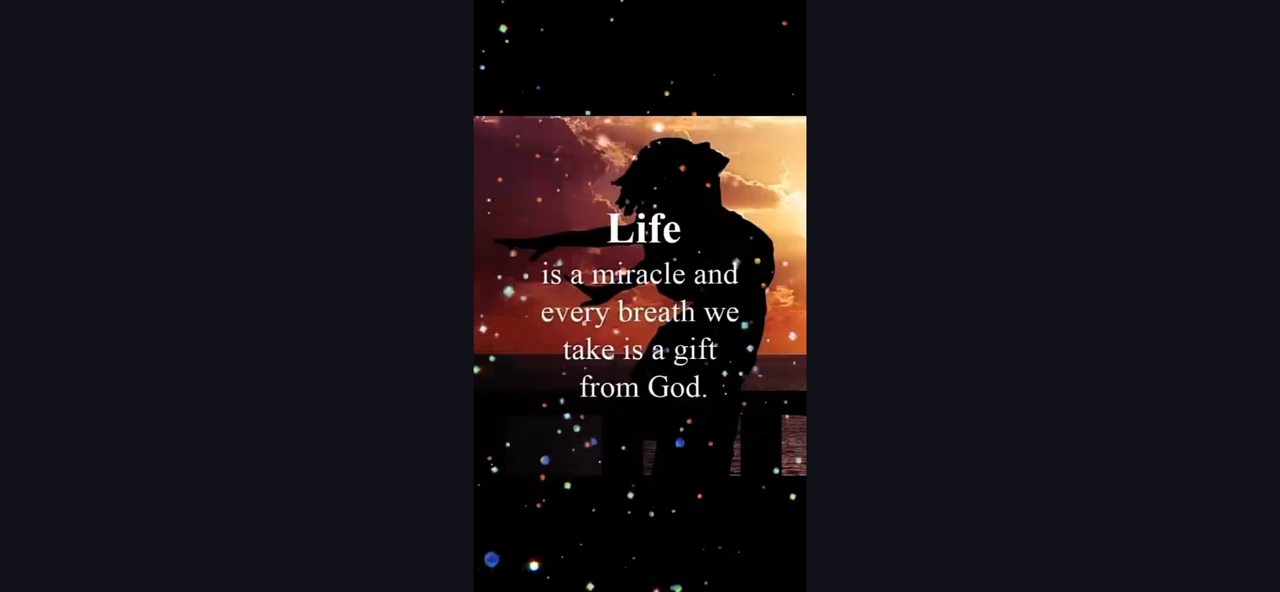 Life
is a miracle and
every breath we
take is a gift
from God.